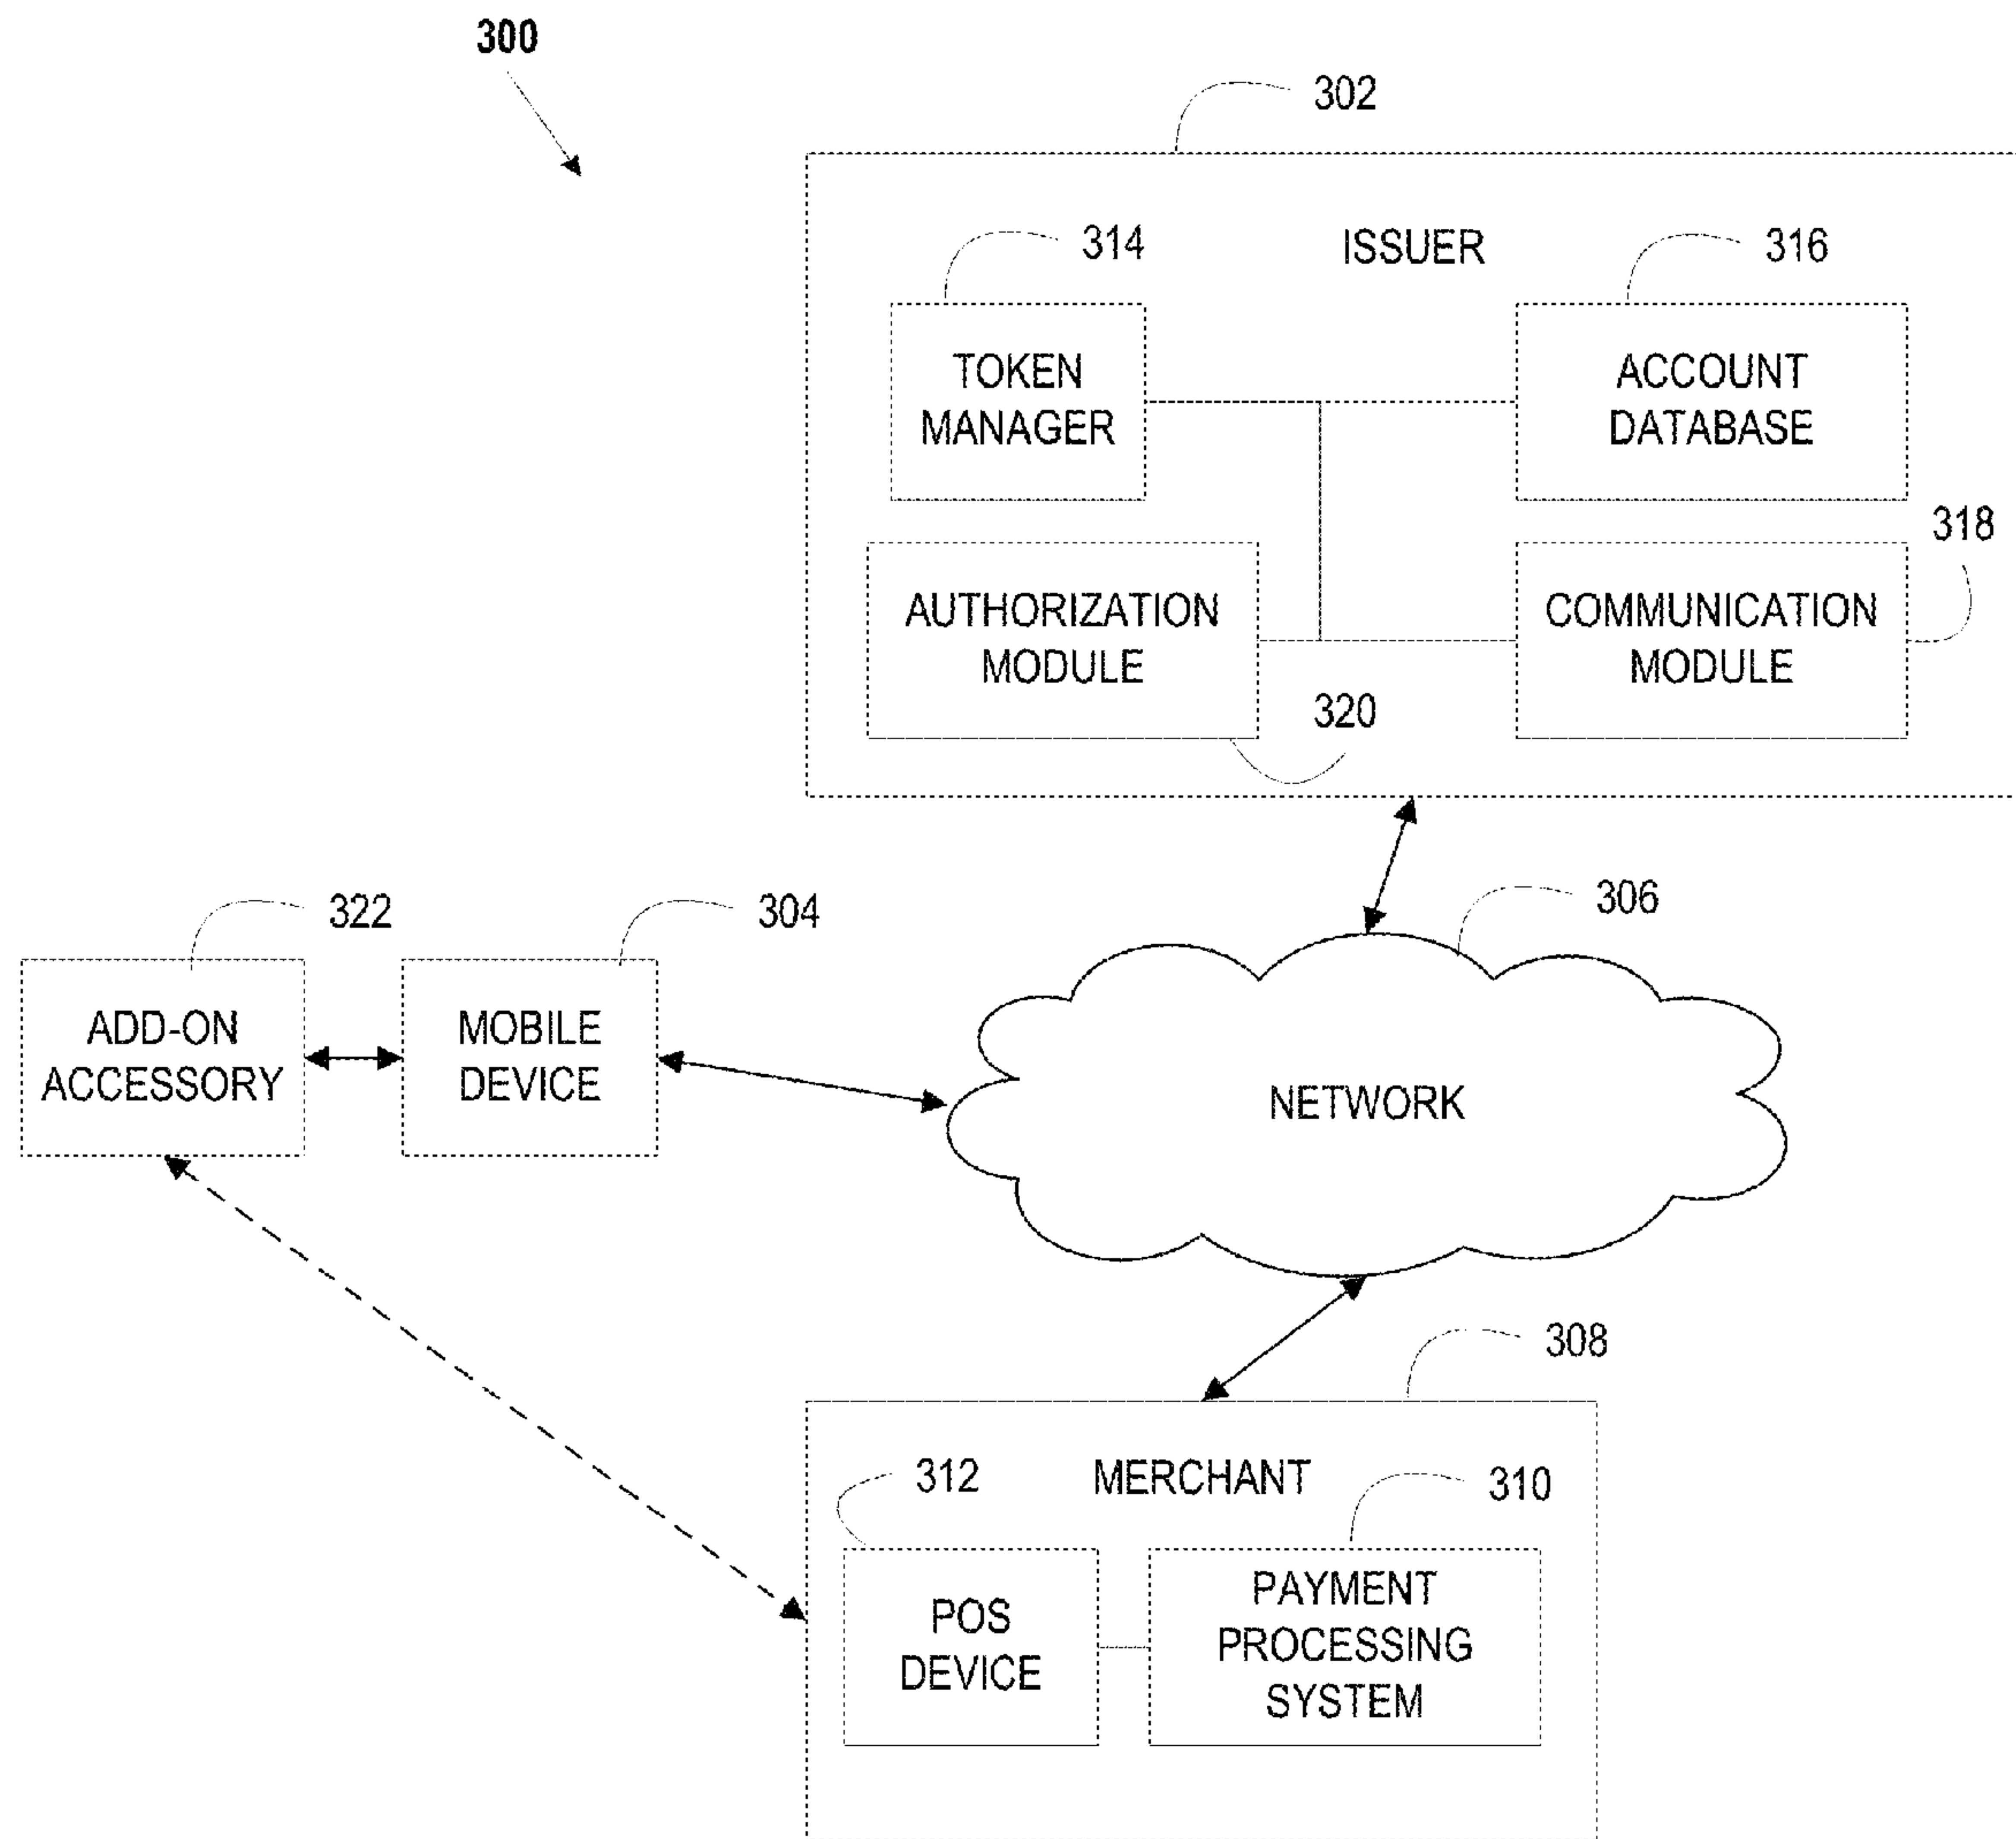 300
302
314
ISSUER
316
TOKEN
MANAGER
ACCOUNT
DATABASE
318
AUTHORIZATION
MODULE
COMMUNICATION
MODULE
320
322
304
306
ADD-ON
ACCESSORY
MOBILE
DEVICE
NETWORK
308
312
MERCHANT
310
POS
DEVICE
PAYMENT
PROCESSING
SYSTEM